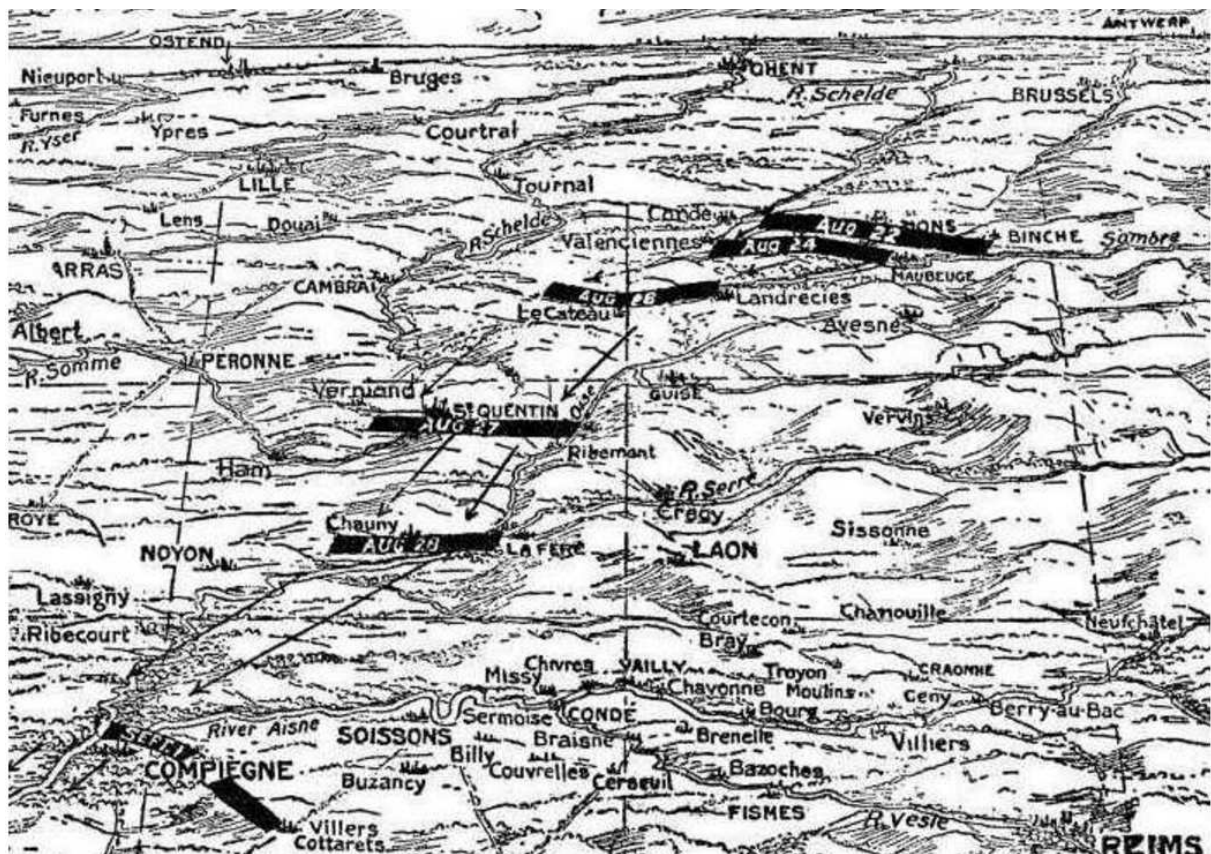 ANTWERP
OSTEND
Nieuport
Bruges
GHENT
R. Schelde
BRUSSELS
Furnes
R. Yser
Ypres
Courtrai
LILLE
Tournai
Lens
Douai
R. Schelde
Conde
AUG 22
MONS
BINCHE
Sambre
Valenciennes
AUG 24
MAUBEUGE
ARRAS
CAMBRAI
AUG 26
Landrecies
Le Cateau
Avesnes
Albert
R. Somme
PERONNE
Vermand
GUISE
Oise
St QUENTIN
AUG 27
Vervins
Ribemont
Ham
R. Serre
Crecy
ROYE
Chauny
AUG 28
LA FERE
Sissonne
NOYON
LAON
Lassigny
Ribecourt
Courtecon
Chamouille
Neufchâtel
Bray
Chivres
VAILLY
Missy
Troyon
CRAONNE
Chavonne
Moulins
Geny
Sermoise
CONDE
Bourg
Berry-au-Bac
River Aisne
SOISSONS
Braisne
Brenelle
Villiers
Billy
COMPIEGNE
Buzancy
Couvrelles
Cerseuil
Bazoches
FISMES
Villers
Cottarets
R. Vesle
REIMS